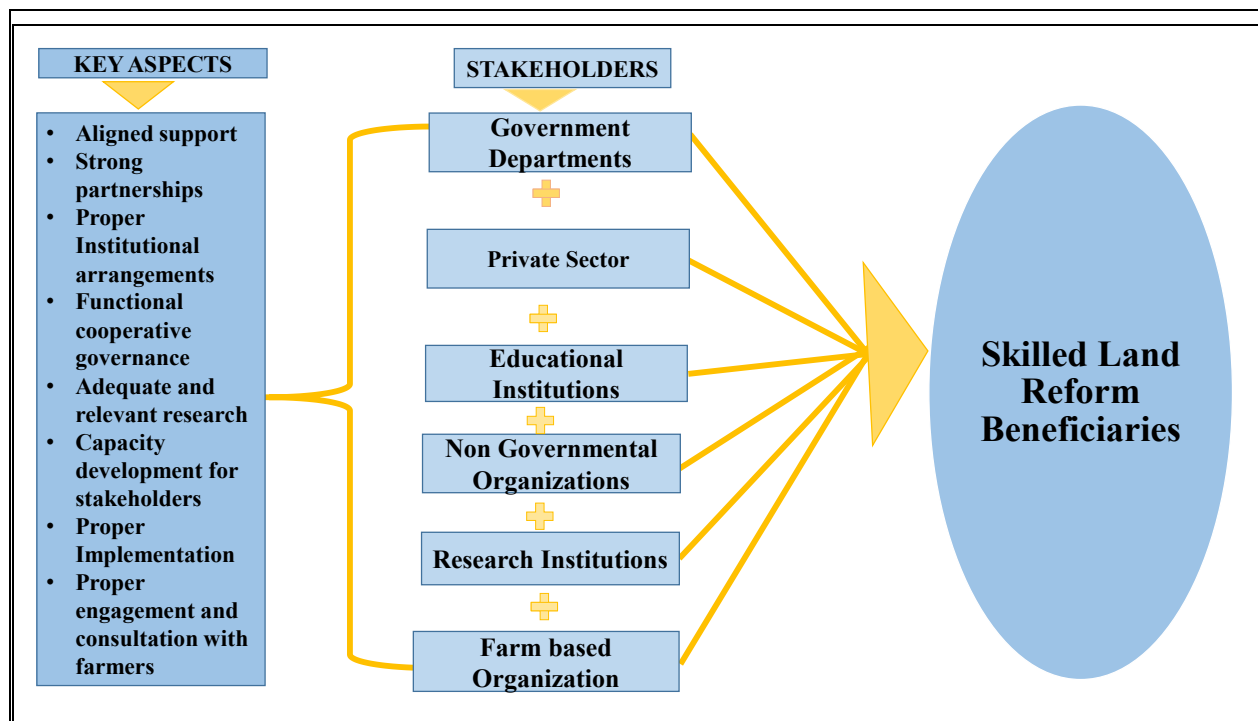 KEY ASPECTS
• Aligned support
• Strong
partnerships
• Proper
Institutional
arrangements
• Functional
cooperative
governance
• Adequate and
relevant research
• Capacity
development for
stakeholders
• Proper
Implementation
• Proper
engagement and
consultation with
farmers
STAKEHOLDERS
Government
Departments
Private Sector
Educational
Institutions
Non Governmental
Organizations
Research Institutions
Farm based
Organization
Skilled Land
Reform
Beneficiaries